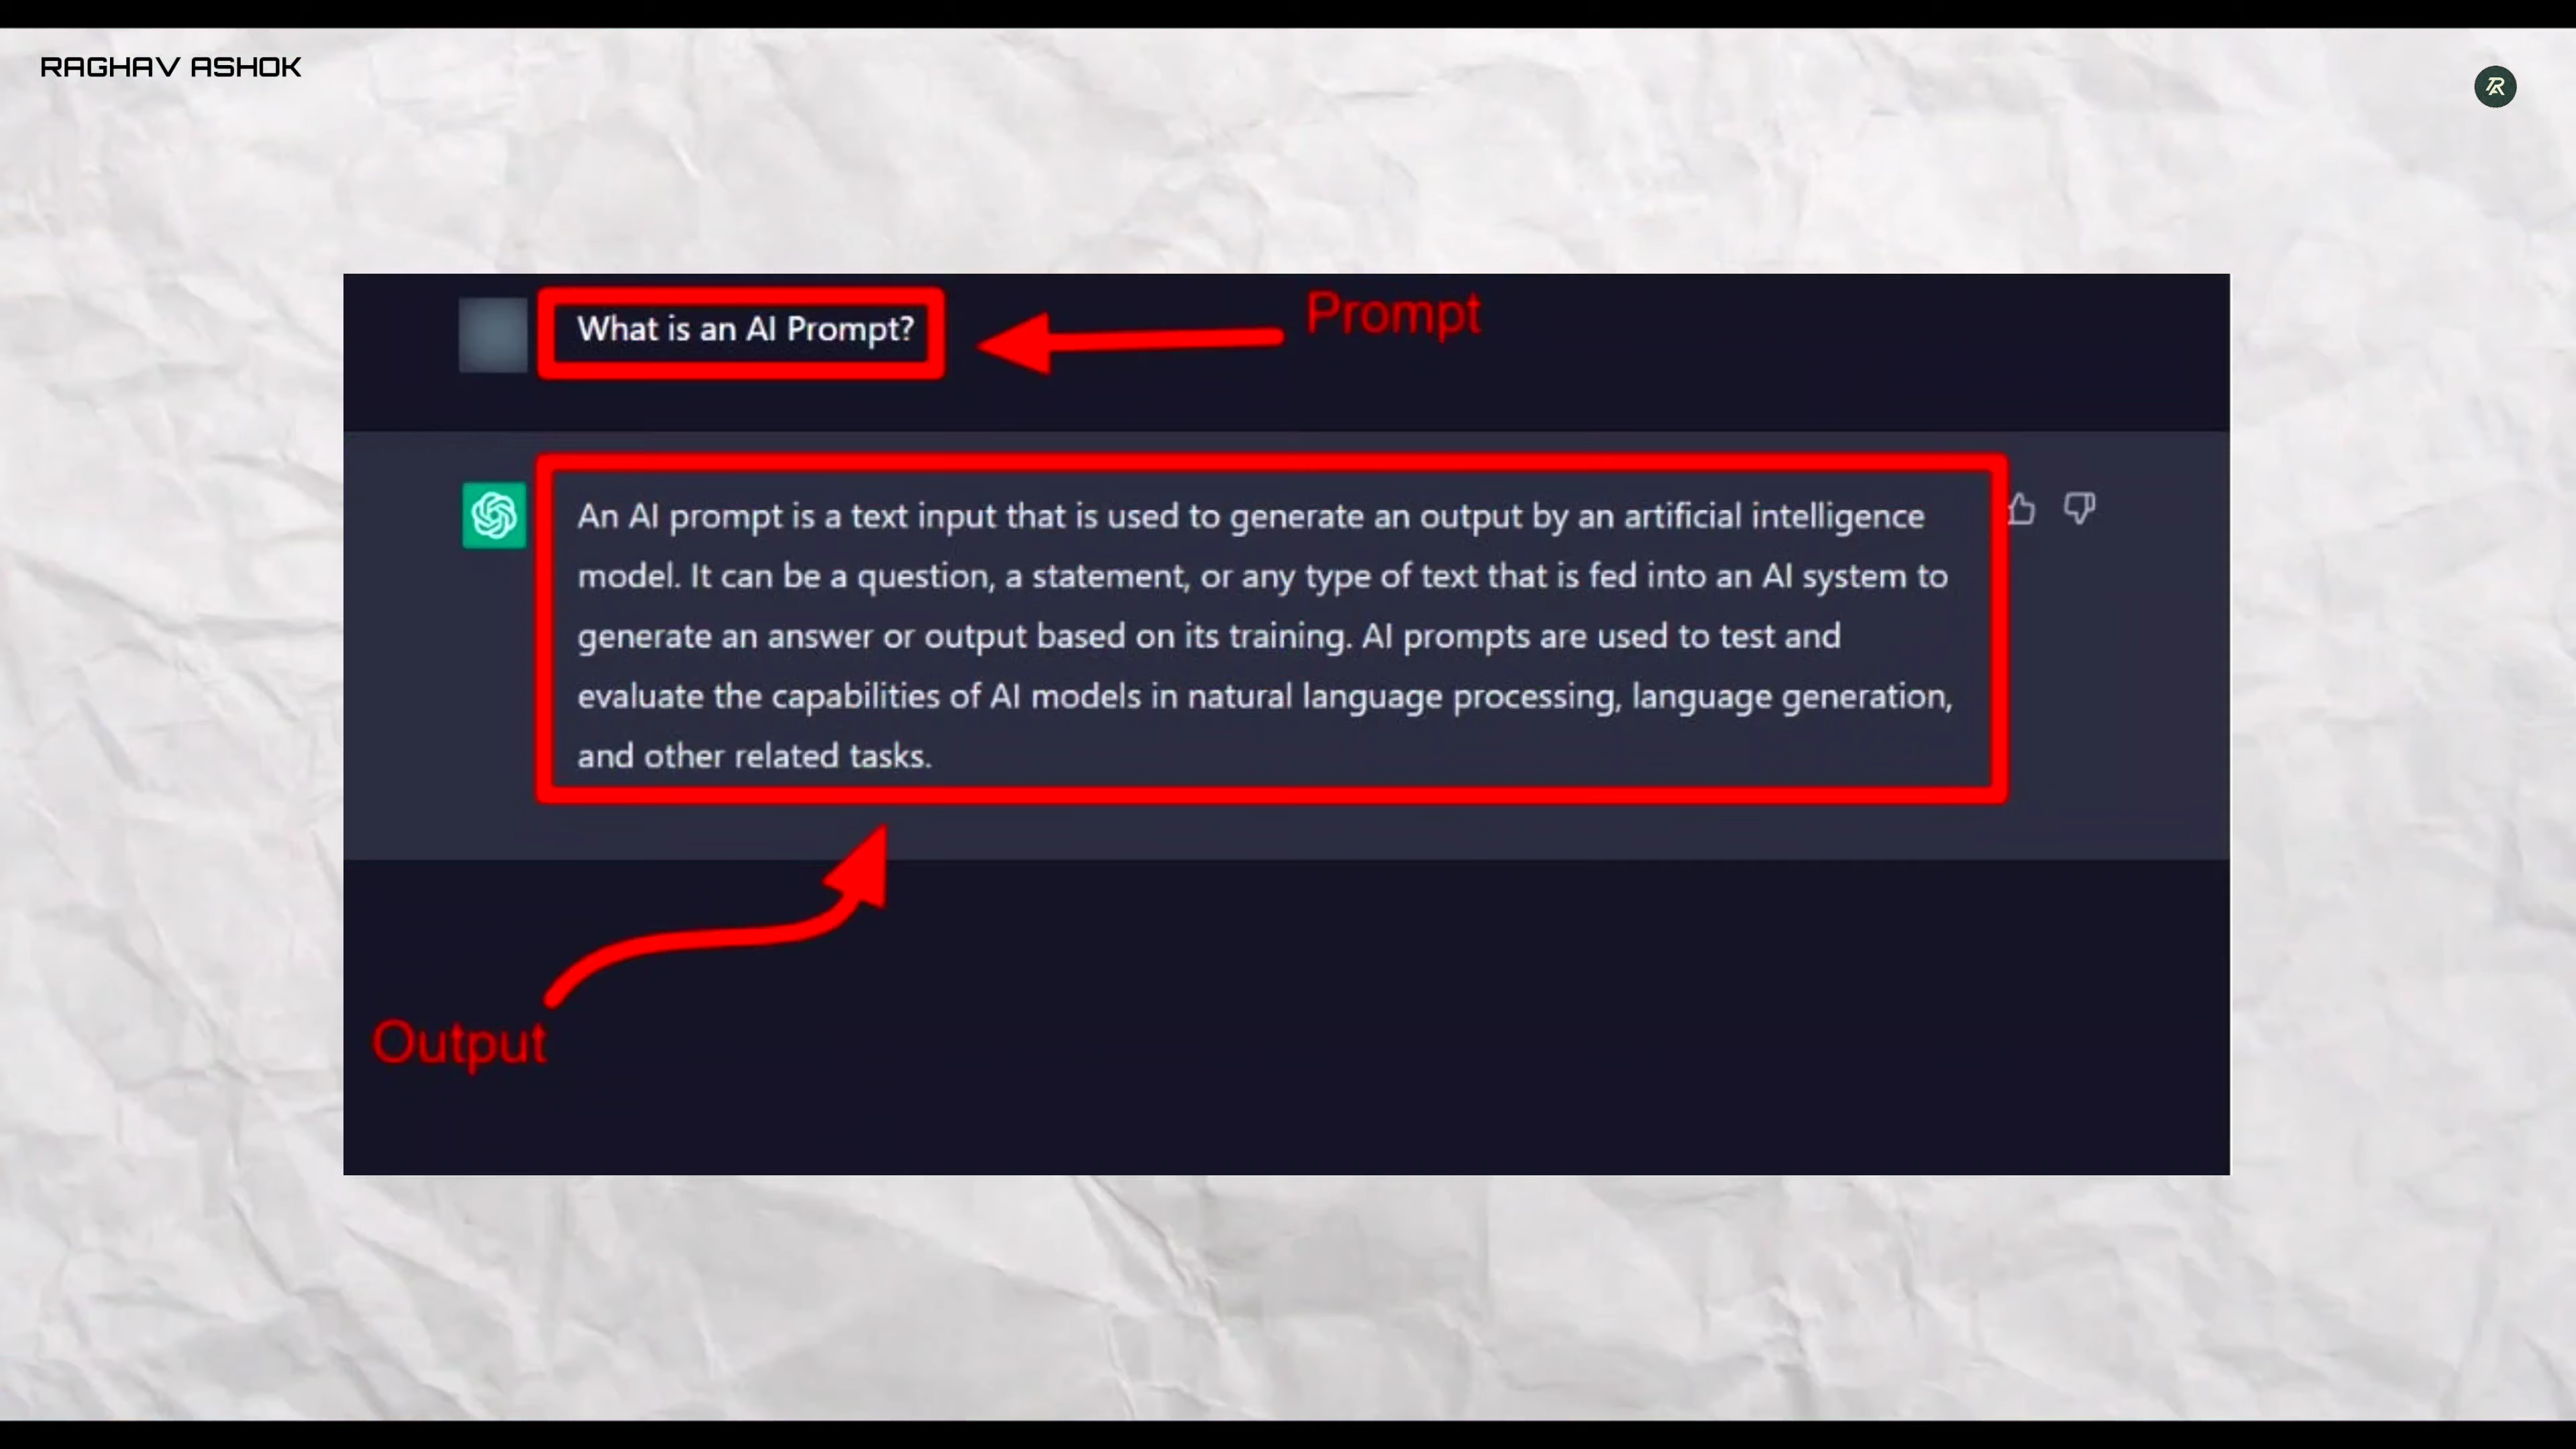 RAGHAV ASHOK
What is an AI Prompt?
Prompt
An AI prompt is a text input that is used to generate an output by an artificial intelligence
model. It can be a question, a statement, or any type of text that is fed into an AI system to
generate an answer or output based on its training. AI prompts are used to test and
evaluate the capabilities of AI models in natural language processing, language generation,
and other related tasks.
Output